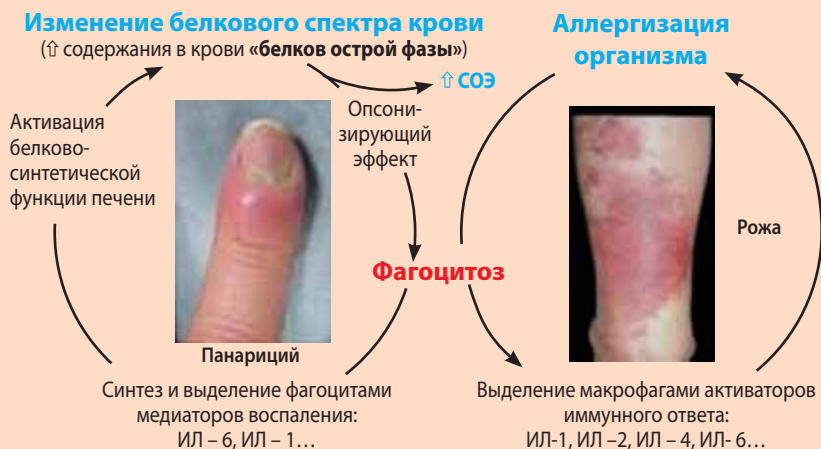 Изменение белкового спектра крови
(⇧ содержания в крови «белков острой фазы»)
⇧ СОЭ
Активация
белково-
синтетической
функции печени
Опсони-
зирующий
эффект
Панариций
Фагоцитоз
Синтез и выделение фагоцитами
медиаторов воспаления:
ИЛ – 6, ИЛ – 1…
Аллергизация
организма
Рожа
Выделение макрофагами активаторов
иммунного ответа:
ИЛ-1, ИЛ –2, ИЛ – 4, ИЛ- 6…